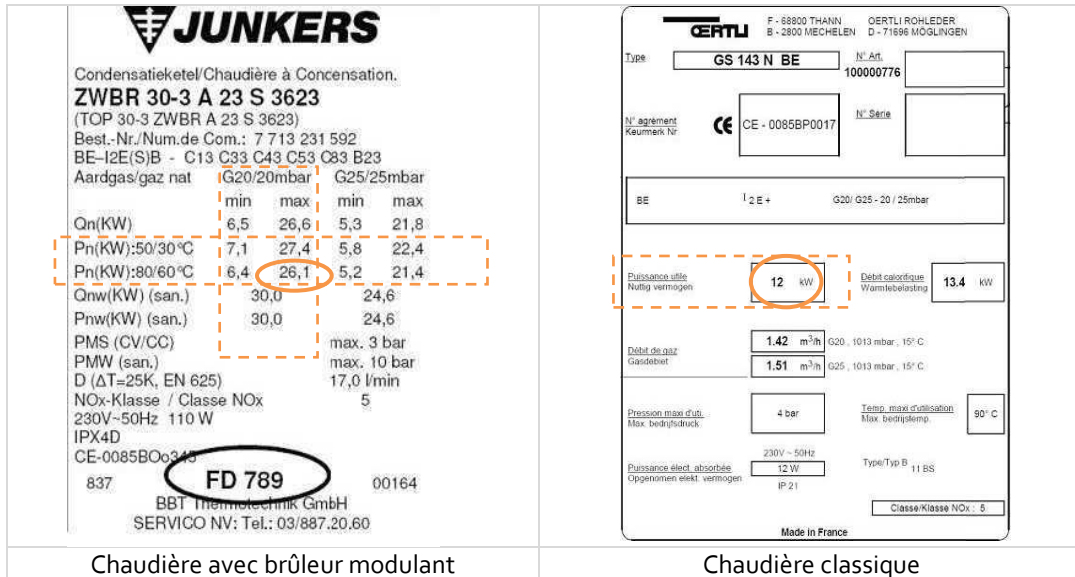 JUNKERS
Condensatieketel/Chaudière à Concensation.
ZWBR 30-3 A 23 S 3623
(TOP 30-3 ZWBR A 23 S 3623)
Best.-Nr./Num.de Com.: 7 713 231 592
BE–I2E(S)B - C13 C33 C43 C53 C83 B23
Aardgas/gaz nat G20/20mbar G25/25mbar
min max min max
Qn(KW) 6,5 26,6 5,3 21,8
Pn(KW):50/30°C 7,1 27,4 5,8 22,4
Pn(KW):80/60°C 6,4 26,1 5,2 21,4
Qnw(KW) (san.) 30,0 24,6
Pnw(KW) (san.) 30,0 24,6
PMS (CV/CC) max. 3 bar
PMW (san.) max. 10 bar
D (ΔT=25K, EN 625) 17,0 l/min
NOx-Klasse / Classe NOx 5
230V~50Hz 110 W
IPX4D
CE-0085BOo345
837 FD 789 00164
BBT Thermotechnik GmbH
SERVICO NV: Tel.: 03/887.20.60
Chaudière avec brûleur modulant
ŒRTLI
F - 68800 THANN OERTLI ROHLEDER
B - 2800 MECHELEN D - 71696 MÖGLINGEN
Type GS 143 N BE N° Art.
100000776
N° agrément
Keurmerk Nr
CE CE - 0085BP0017
N° Serie
BE I 2 E + G20/ G25 - 20 / 25mbar
Puissance utile
Nuttig vermogen
12 kW
Débit calorifique
Warmtebelasting
13.4 kW
Débit de gaz
Gasdebiet
1.42 m³/h G20 , 1013 mbar , 15° C
1.51 m³/h G25 , 1013 mbar , 15° C
Pression maxi d'uti.
Max. bedrijfsdruk
4 bar
Temp. maxi d'utilisation
Max. bedrijstemp.
90° C
Puissance élect. absorbée
Opgenomen elekt. vermogen
230V ~ 50Hz
12 W
IP 21
Type/Typ B 11 BS
Classe/Klasse NOx : 5
Made in France
Chaudière classique